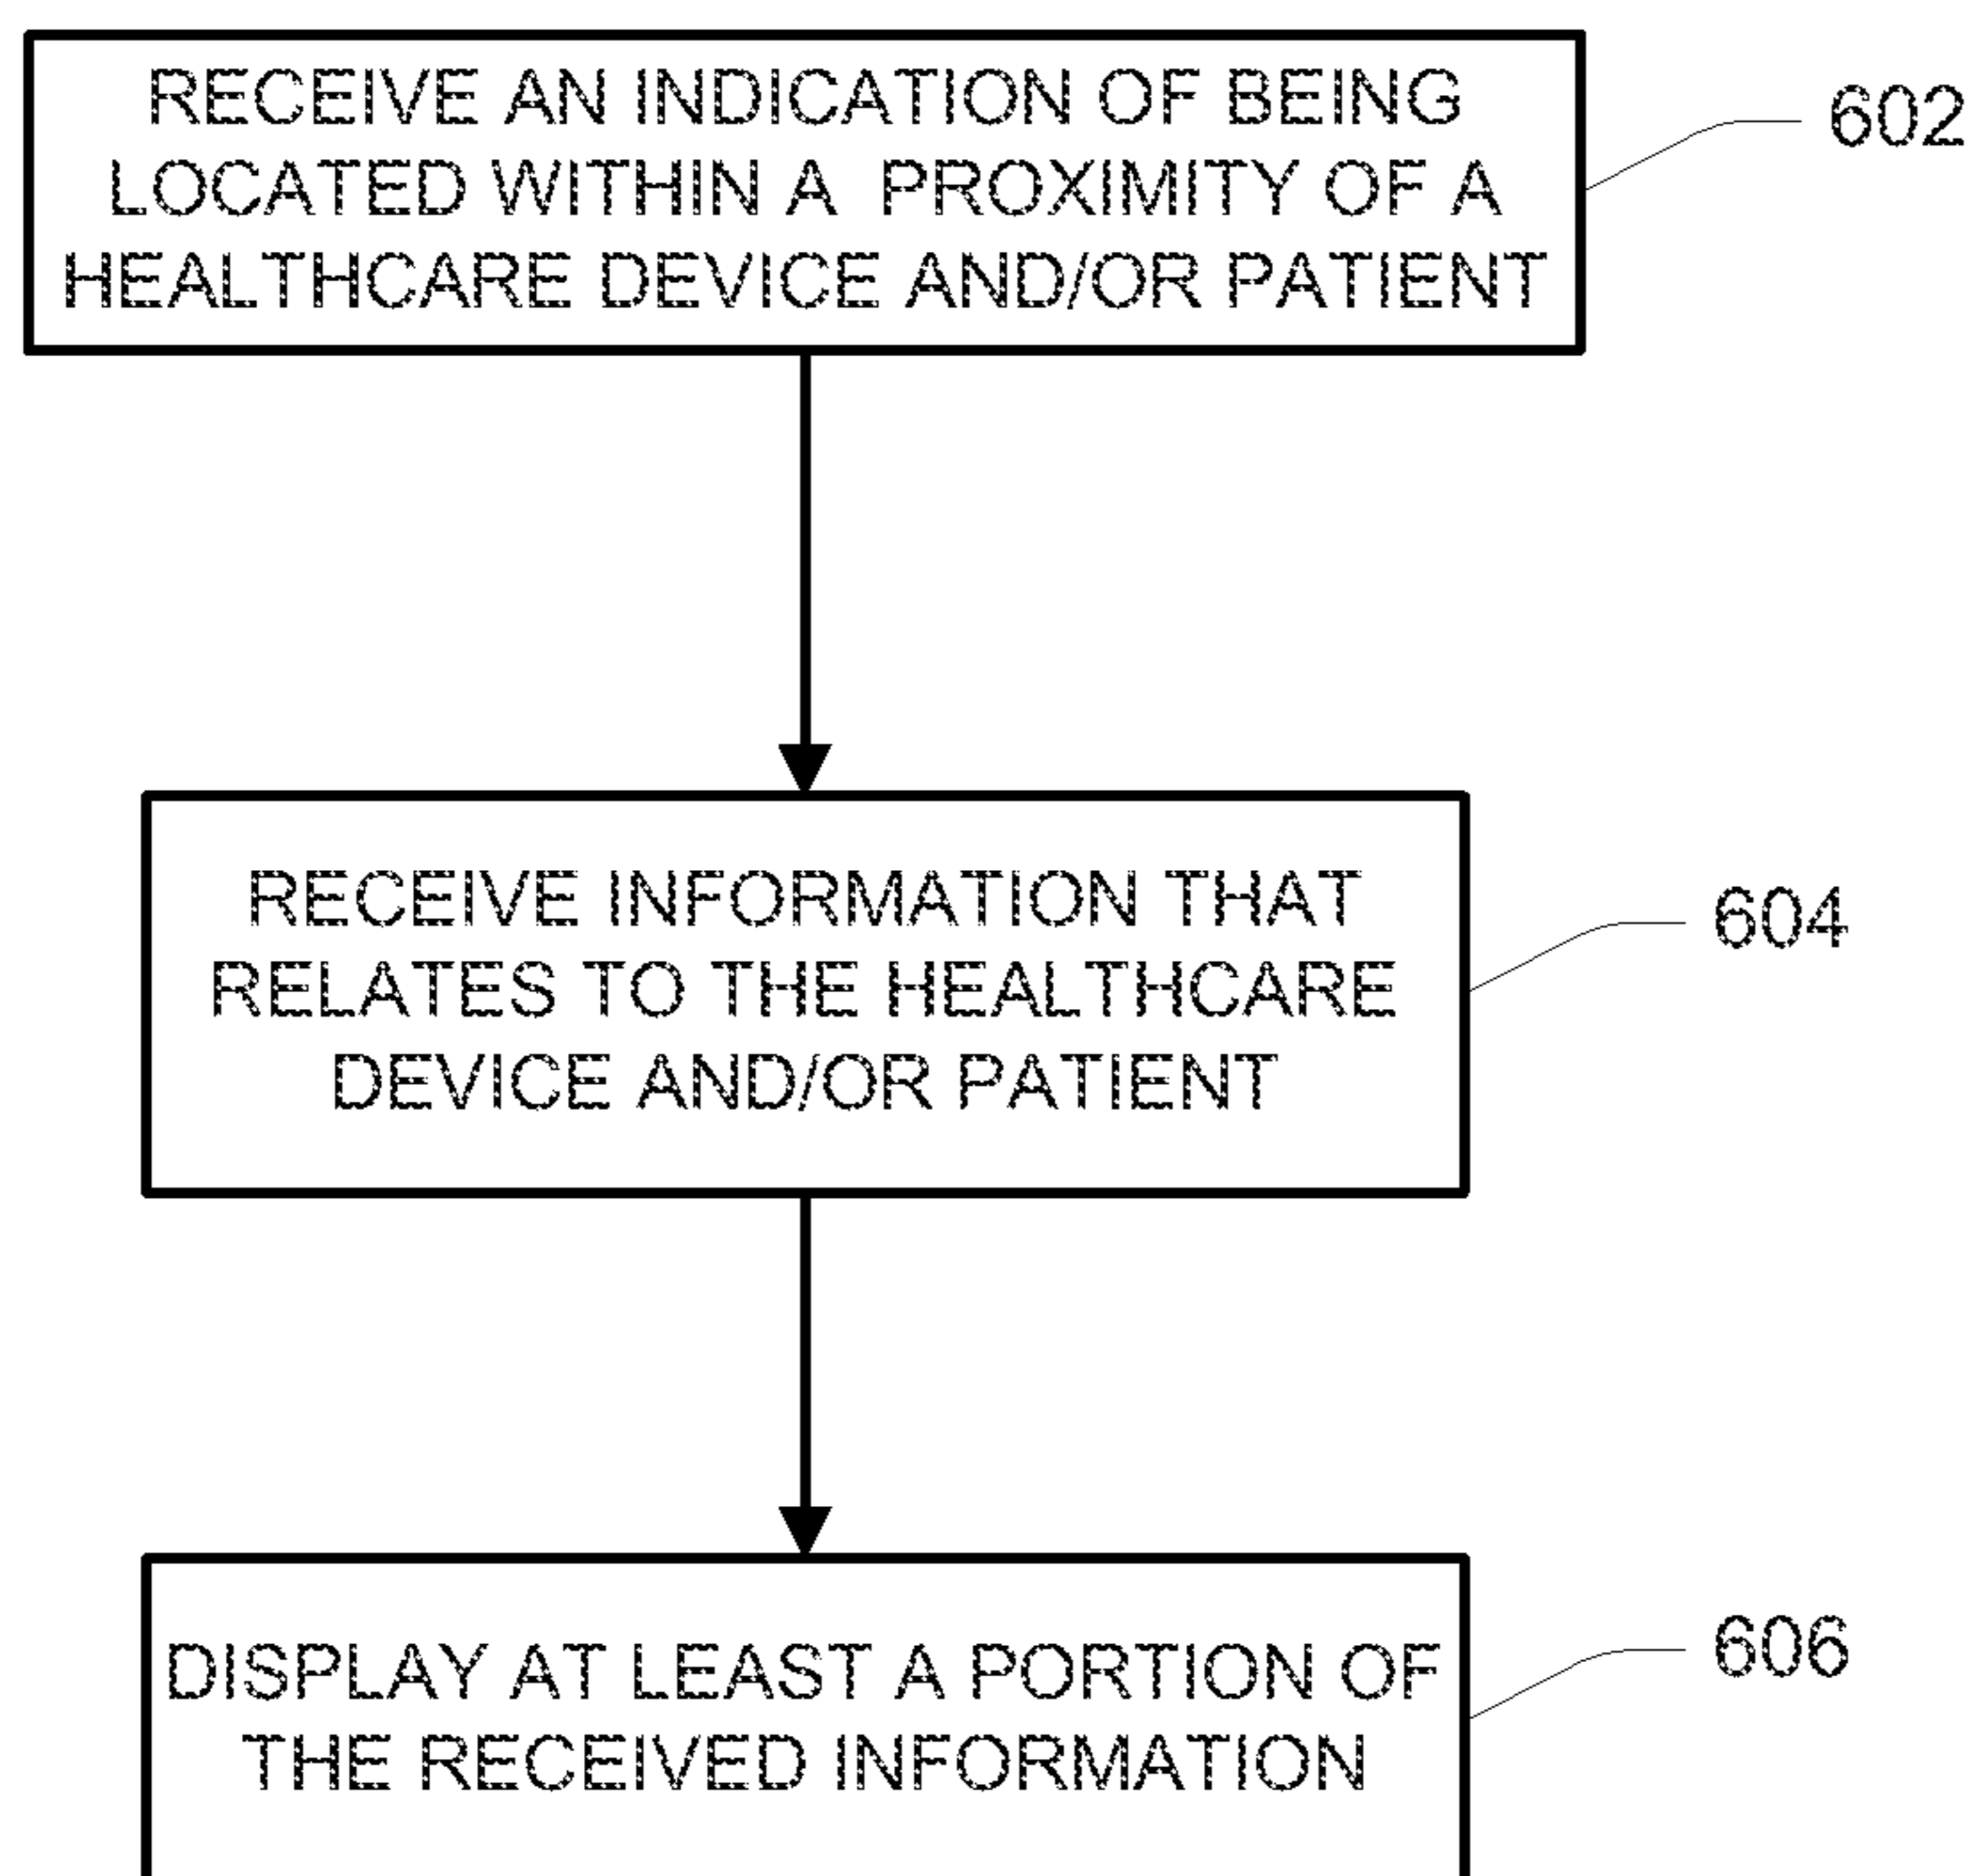 RECEIVE AN INDICATION OF BEING
LOCATED WITHIN A PROXIMITY OF A
HEALTHCARE DEVICE AND/OR PATIENT
602
RECEIVE INFORMATION THAT
RELATES TO THE HEALTHCARE
DEVICE AND/OR PATIENT
604
DISPLAY AT LEAST A PORTION OF
THE RECEIVED INFORMATION
606